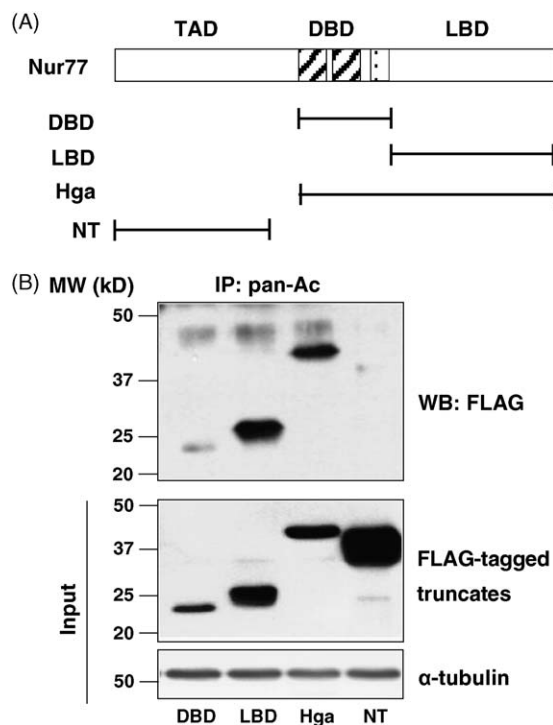 (A)
TAD DBD LBD
Nur77
DBD
LBD
Hga
NT
(B) MW (kD) IP: pan-Ac
50
37
25
20
WB: FLAG
50
37
25
20
FLAG-tagged
truncates
Input
50
α-tubulin
DBD LBD Hga NT